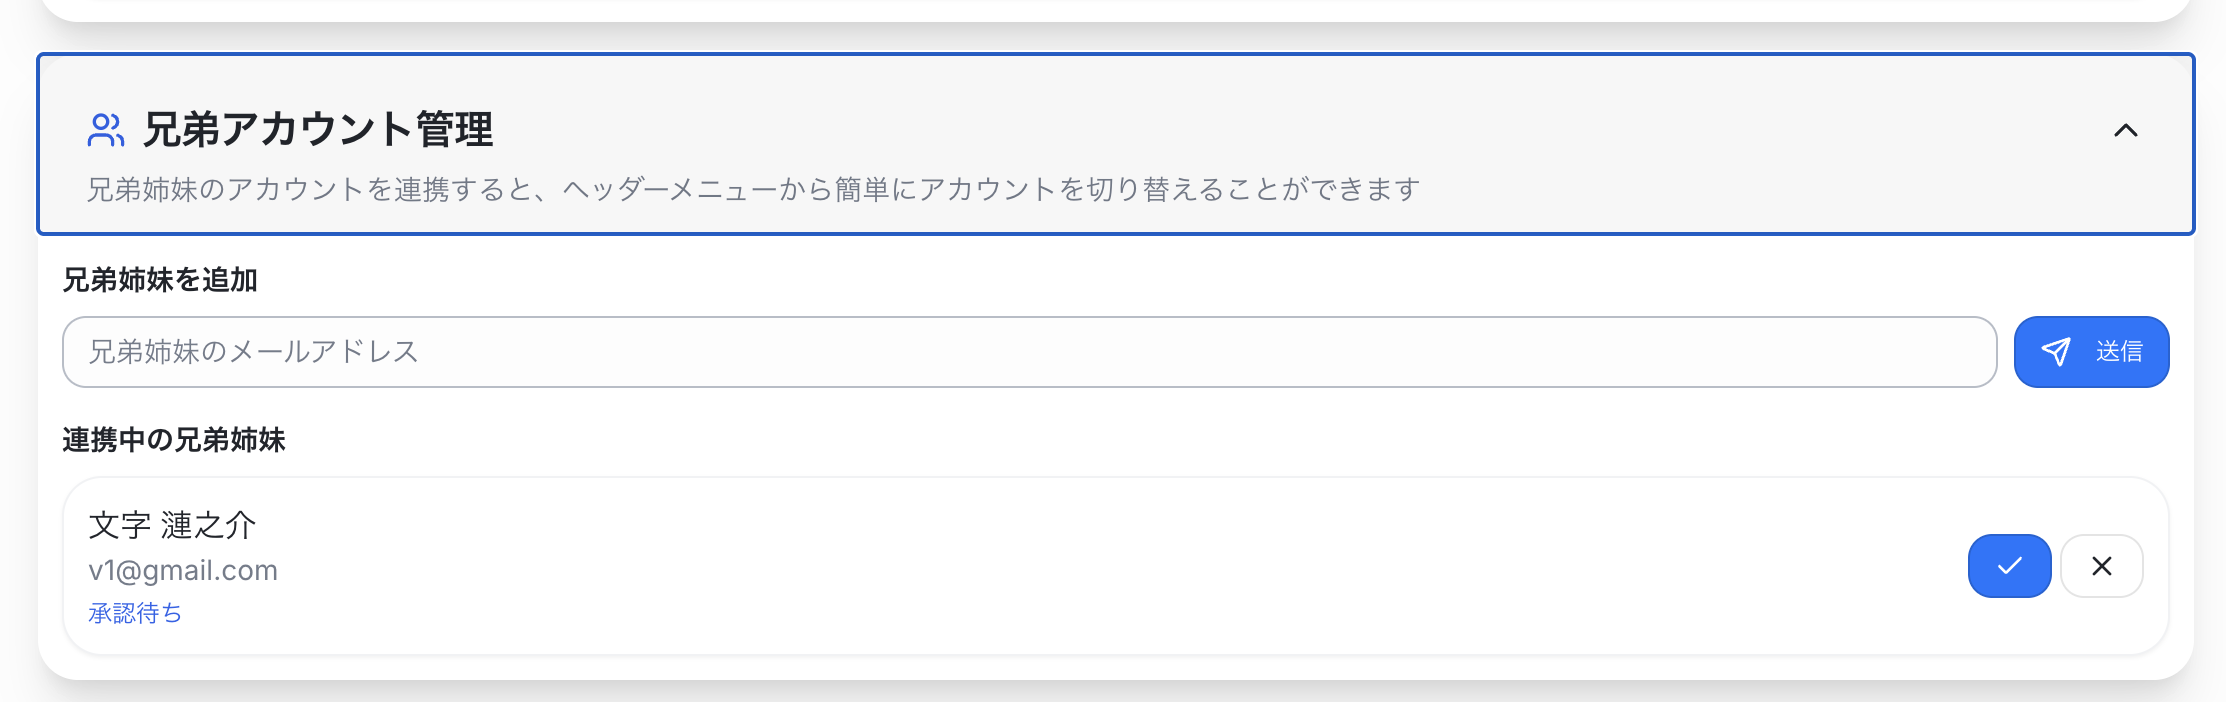 兄弟アカウント管理
兄弟姉妹のアカウントを連携すると、ヘッダーメニューから簡単にアカウントを切り替えることができます
兄弟姉妹を追加
兄弟姉妹のメールアドレス
送信
連携中の兄弟姉妹
文字 漣之介
v1@gmail.com
承認待ち